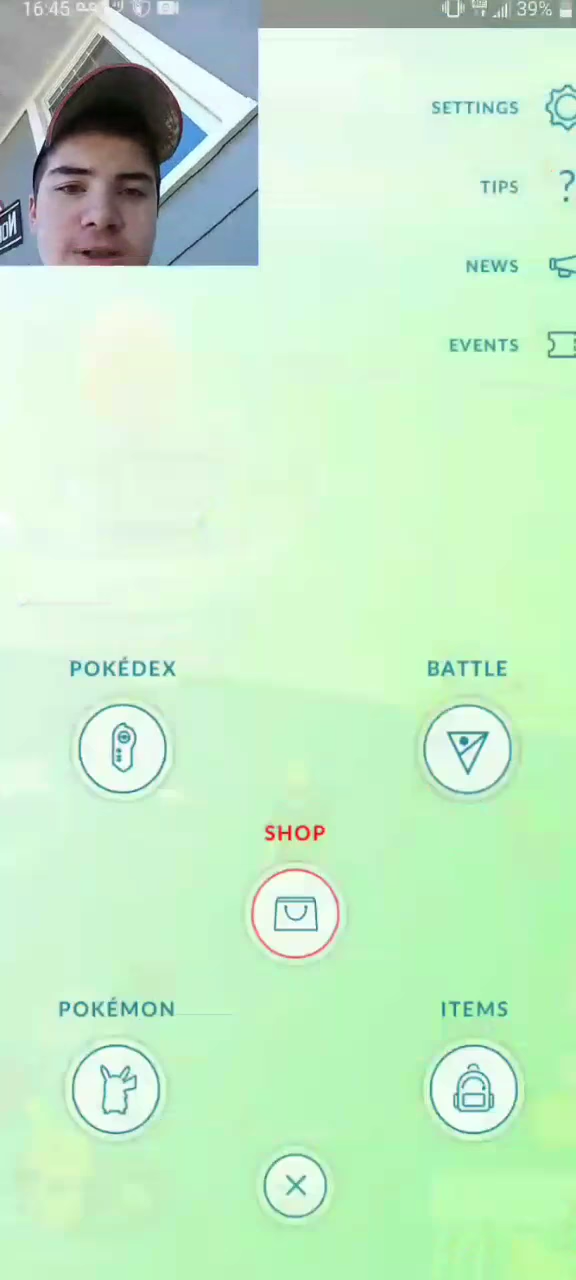 16:45
39%
SETTINGS
TIPS
?
NEWS
EVENTS
POKÉDEX
BATTLE
SHOP
POKÉMON
ITEMS